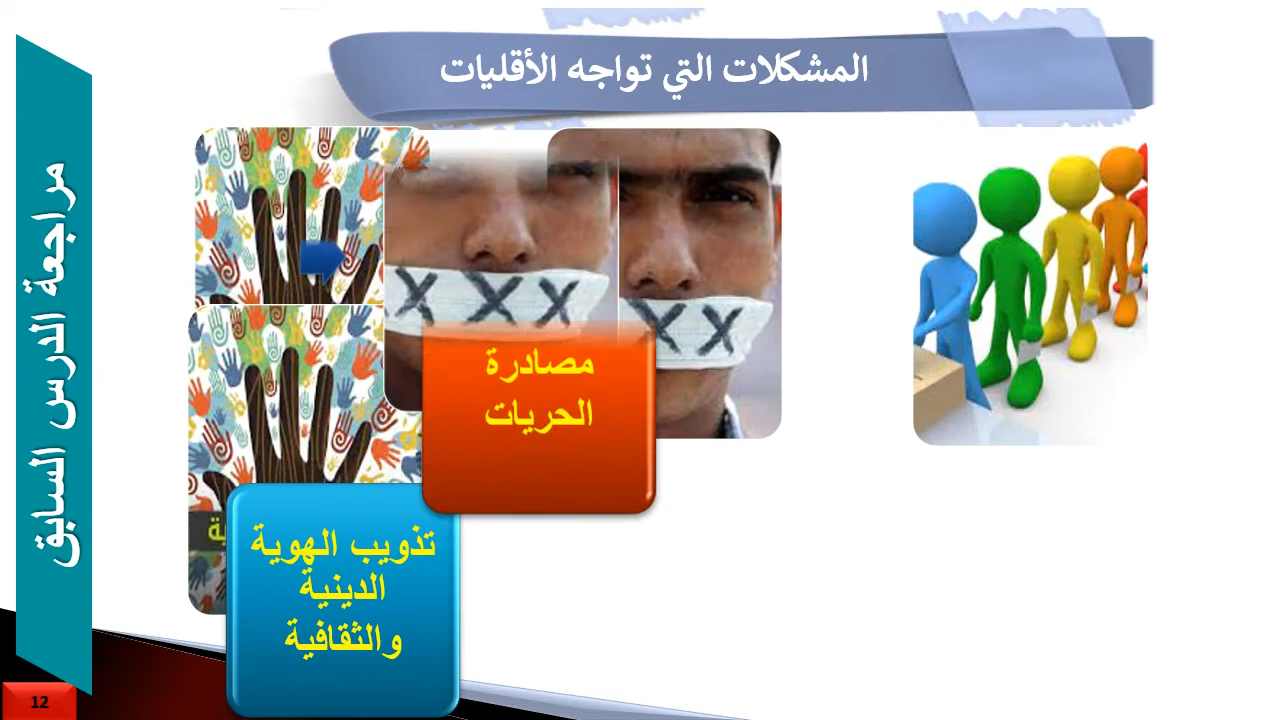 المشكلات التي تواجه الأقليات
مراجعة الدرس السابق
X X X
X X
مصادرة
الحريات
تذويب الهوية
الدينية
والثقافية
12